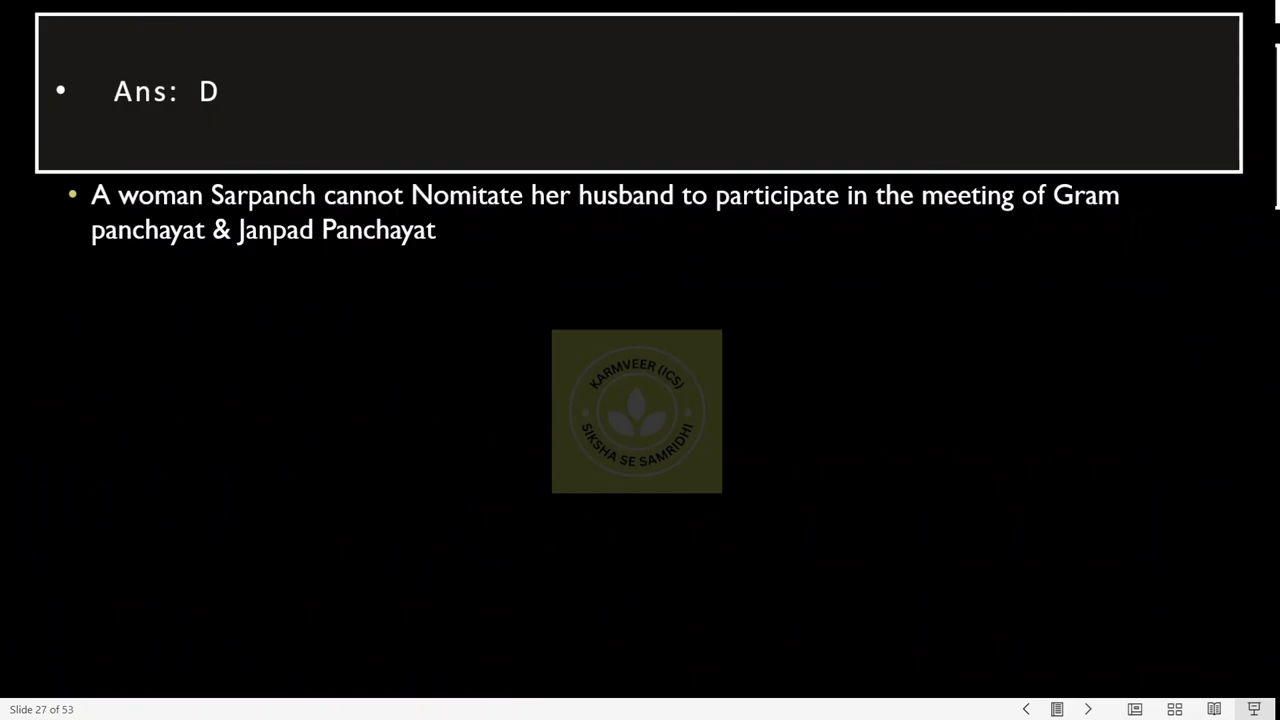 • Ans: D
• A woman Sarpanch cannot Nomitate her husband to participate in the meeting of Gram
panchayat & Janpad Panchayat
KARMVEER (ICS)
SIKSHA SE SAMRIDHI
Slide 27 of 53